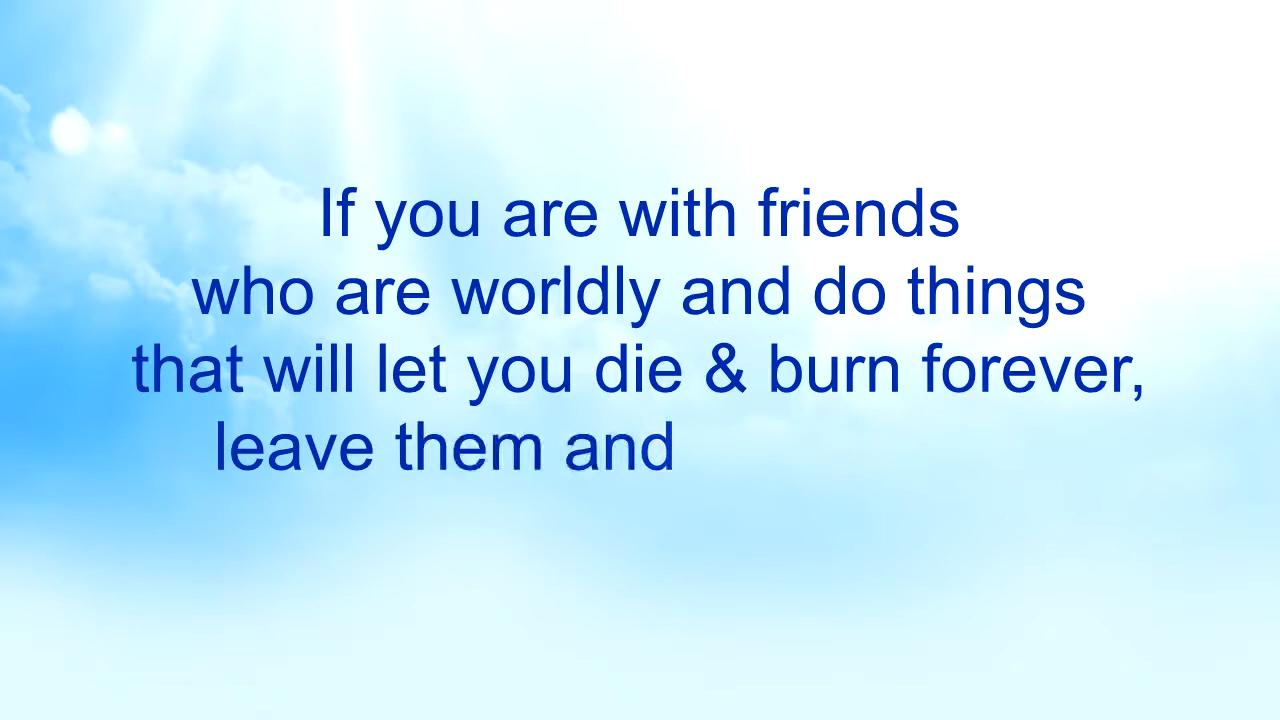 If you are with friends
who are worldly and do things
that will let you die & burn forever,
leave them and